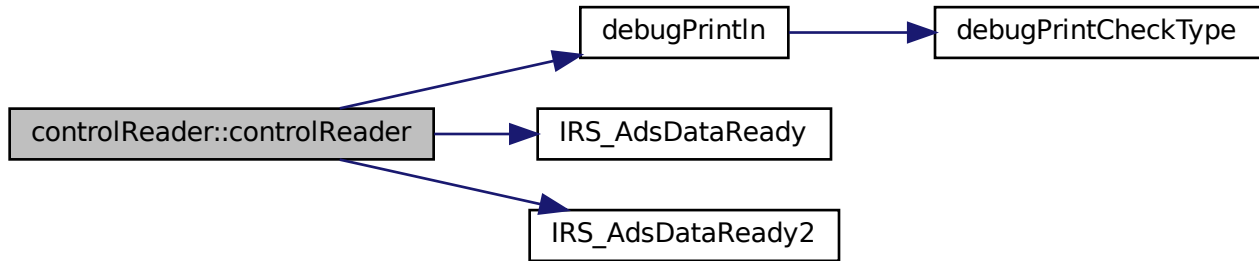 debugPrintln
debugPrintCheckType
controlReader::controlReader
IRS_AdsDataReady
IRS_AdsDataReady2